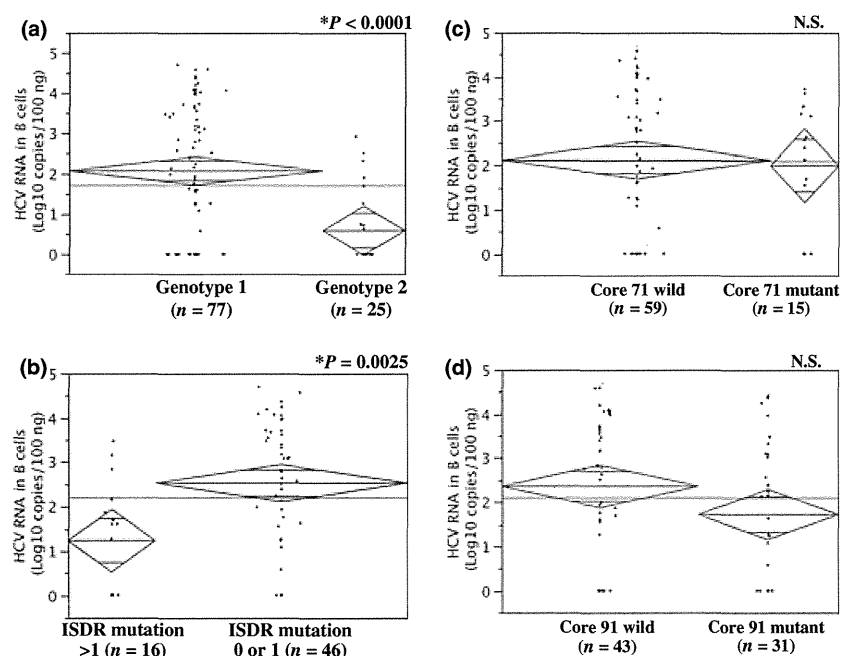 (a)
*P < 0.0001
HCV RNA in B cells
(Log10 copies/100 ng)
5
4
3
2
1
0
Genotype 1
(n = 77)
Genotype 2
(n = 25)
(c)
N.S.
HCV RNA in B cells
(Log10 copies/100 ng)
5
4
3
2
1
0
Core 71 wild
(n = 59)
Core 71 mutant
(n = 15)
(b)
*P = 0.0025
HCV RNA in B cells
(Log10 copies/100 ng)
5
4
3
2
1
0
ISDR mutation
>1 (n = 16)
ISDR mutation
0 or 1 (n = 46)
(d)
N.S.
HCV RNA in B cells
(Log10 copies/100 ng)
5
4
3
2
1
0
Core 91 wild
(n = 43)
Core 91 mutant
(n = 31)